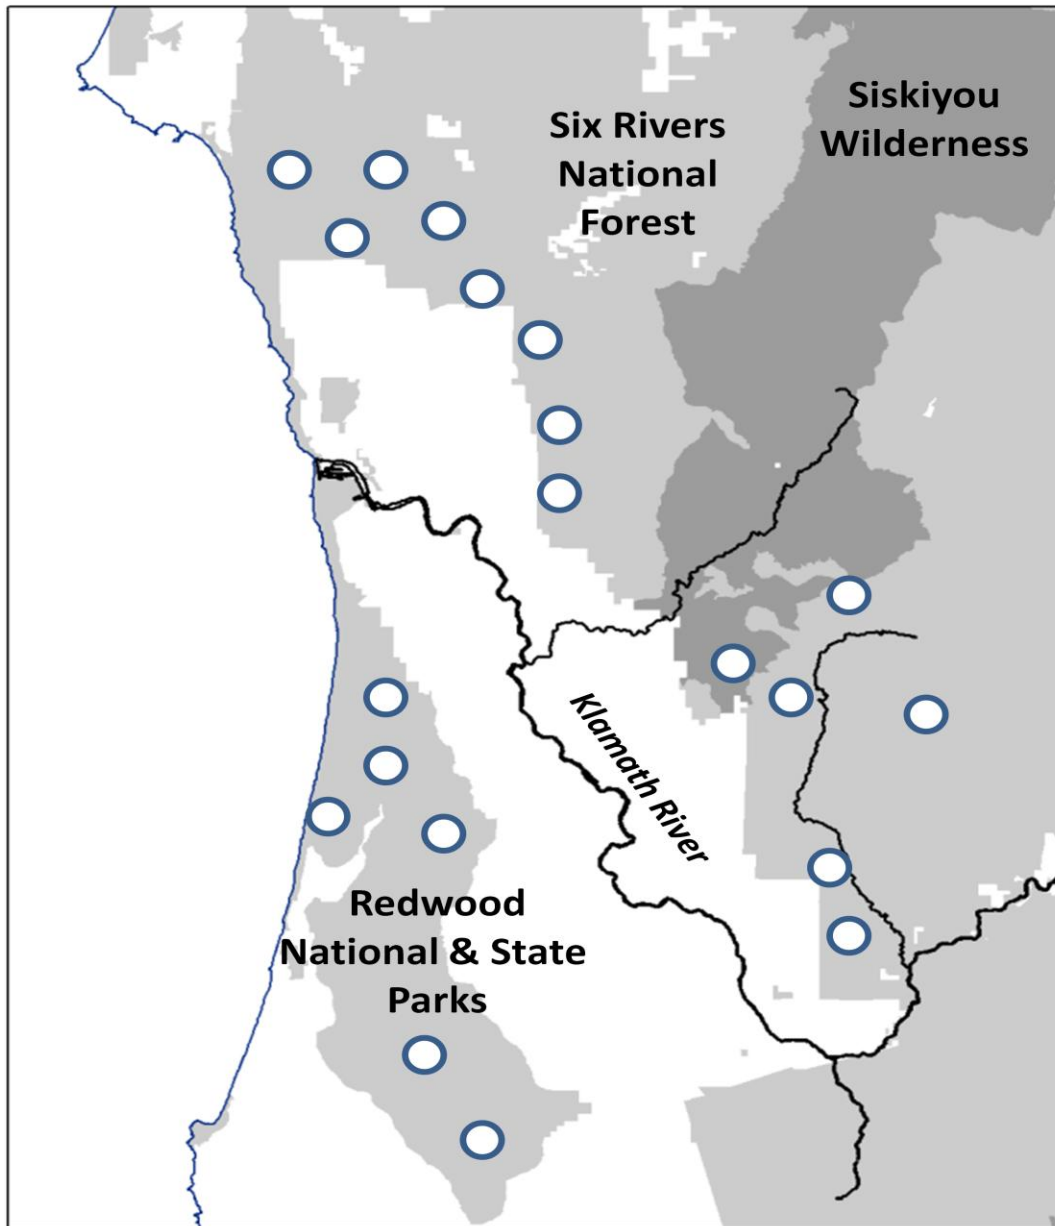 Siskiyou
Wilderness
Six Rivers
National
Forest
Klamath River
Redwood
National & State
Parks